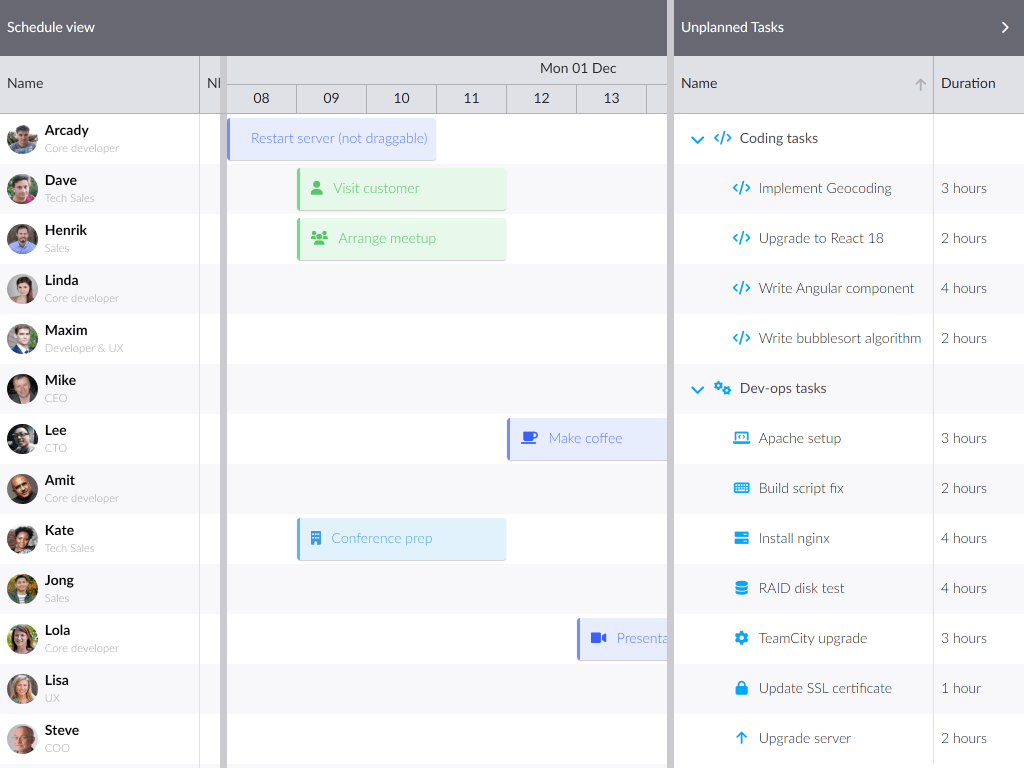 Schedule view
Unplanned Tasks
Name
Mon 01 Dec
08 09 10 11 12 13
Name
Duration
Arcady
Core developer
Restart server (not draggable)
Coding tasks
Dave
Tech Sales
Visit customer
Implement Geocoding
3 hours
Henrik
Sales
Arrange meetup
Upgrade to React 18
2 hours
Linda
Core developer
Write Angular component
4 hours
Maxim
Developer & UX
Write bubblesort algorithm
2 hours
Mike
CEO
Dev-ops tasks
Lee
CTO
Make coffee
Apache setup
3 hours
Amit
Core developer
Build script fix
2 hours
Kate
Tech Sales
Conference prep
Install nginx
4 hours
Jong
Sales
RAID disk test
4 hours
Lola
Core developer
Presenta
TeamCity upgrade
3 hours
Lisa
UX
Update SSL certificate
1 hour
Steve
COO
Upgrade server
2 hours